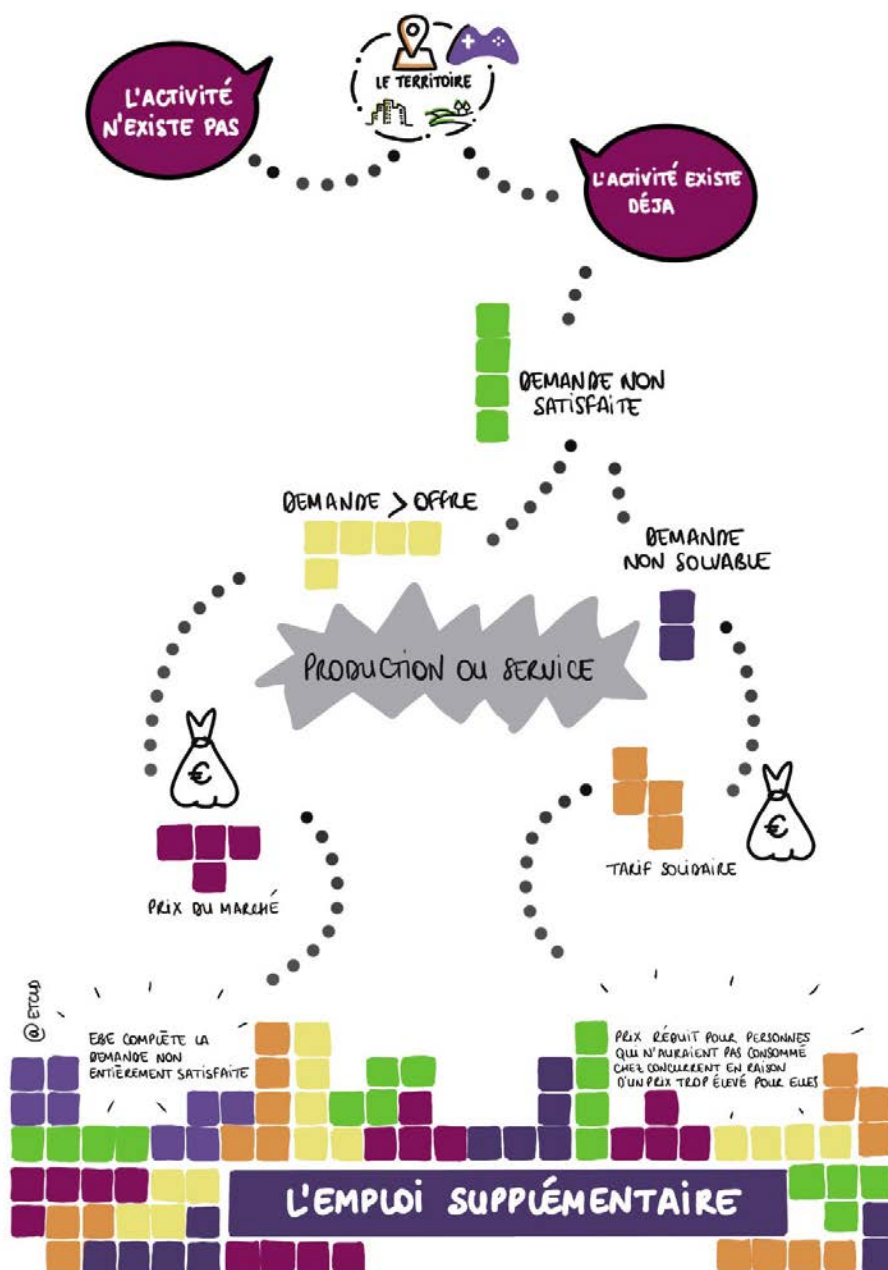 LE TERRITOIRE
L'ACTIVITÉ
N'EXISTE PAS
L'ACTIVITÉ EXISTE
DÉJA
DEMANDE NON
SATISFAITE
DEMANDE > OFFRE
DEMANDE
NON SOLVABLE
PRODUCTION OU SERVICE
€
€
PRIX DU MARCHÉ
TARIF SOLIDAIRE
@ ETCLD
EBE COMPLÈTE LA
DEMANDE NON
ENTIÈREMENT SATISFAITE
PRIX RÉDUIT POUR PERSONNES
QUI N'AURAIENT PAS CONSOMMÉ
CHEZ CONCURRENT EN RAISON
D'UN PRIX TROP ÉLEVÉ POUR ELLES
L'EMPLOI SUPPLÉMENTAIRE